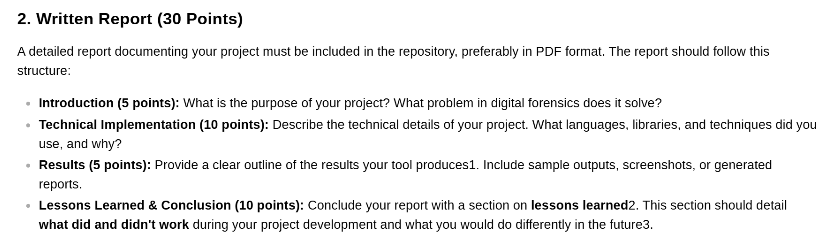 2. Written Report (30 Points)
A detailed report documenting your project must be included in the repository, preferably in PDF format. The report should follow this
structure:
Introduction (5 points): What is the purpose of your project? What problem in digital forensics does it solve?
Technical Implementation (10 points): Describe the technical details of your project. What languages, libraries, and techniques did you
use, and why?
Results (5 points): Provide a clear outline of the results your tool produces1. Include sample outputs, screenshots, or generated
reports.
Lessons Learned & Conclusion (10 points): Conclude your report with a section on lessons learned2. This section should detail
what did and didn't work during your project development and what you would do differently in the future3.